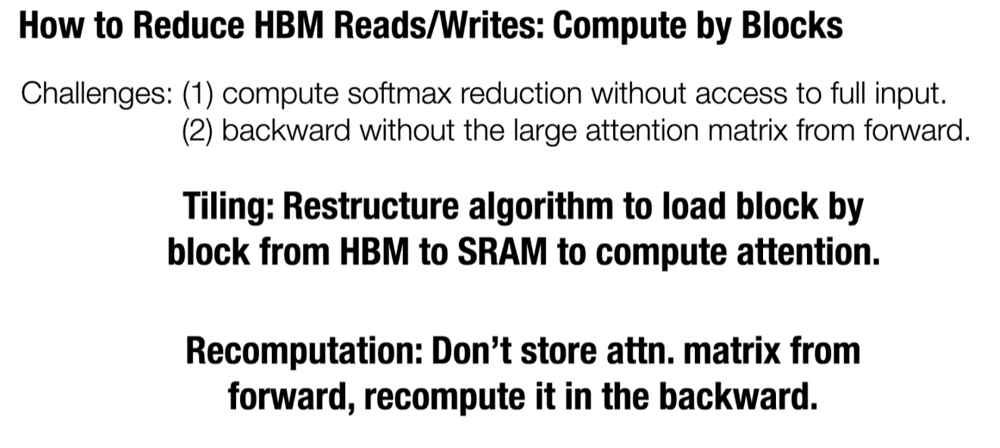 How to Reduce HBM Reads/Writes: Compute by Blocks
Challenges: (1) compute softmax reduction without access to full input.
(2) backward without the large attention matrix from forward.
Tiling: Restructure algorithm to load block by
block from HBM to SRAM to compute attention.
Recomputation: Don’t store attn. matrix from
forward, recompute it in the backward.